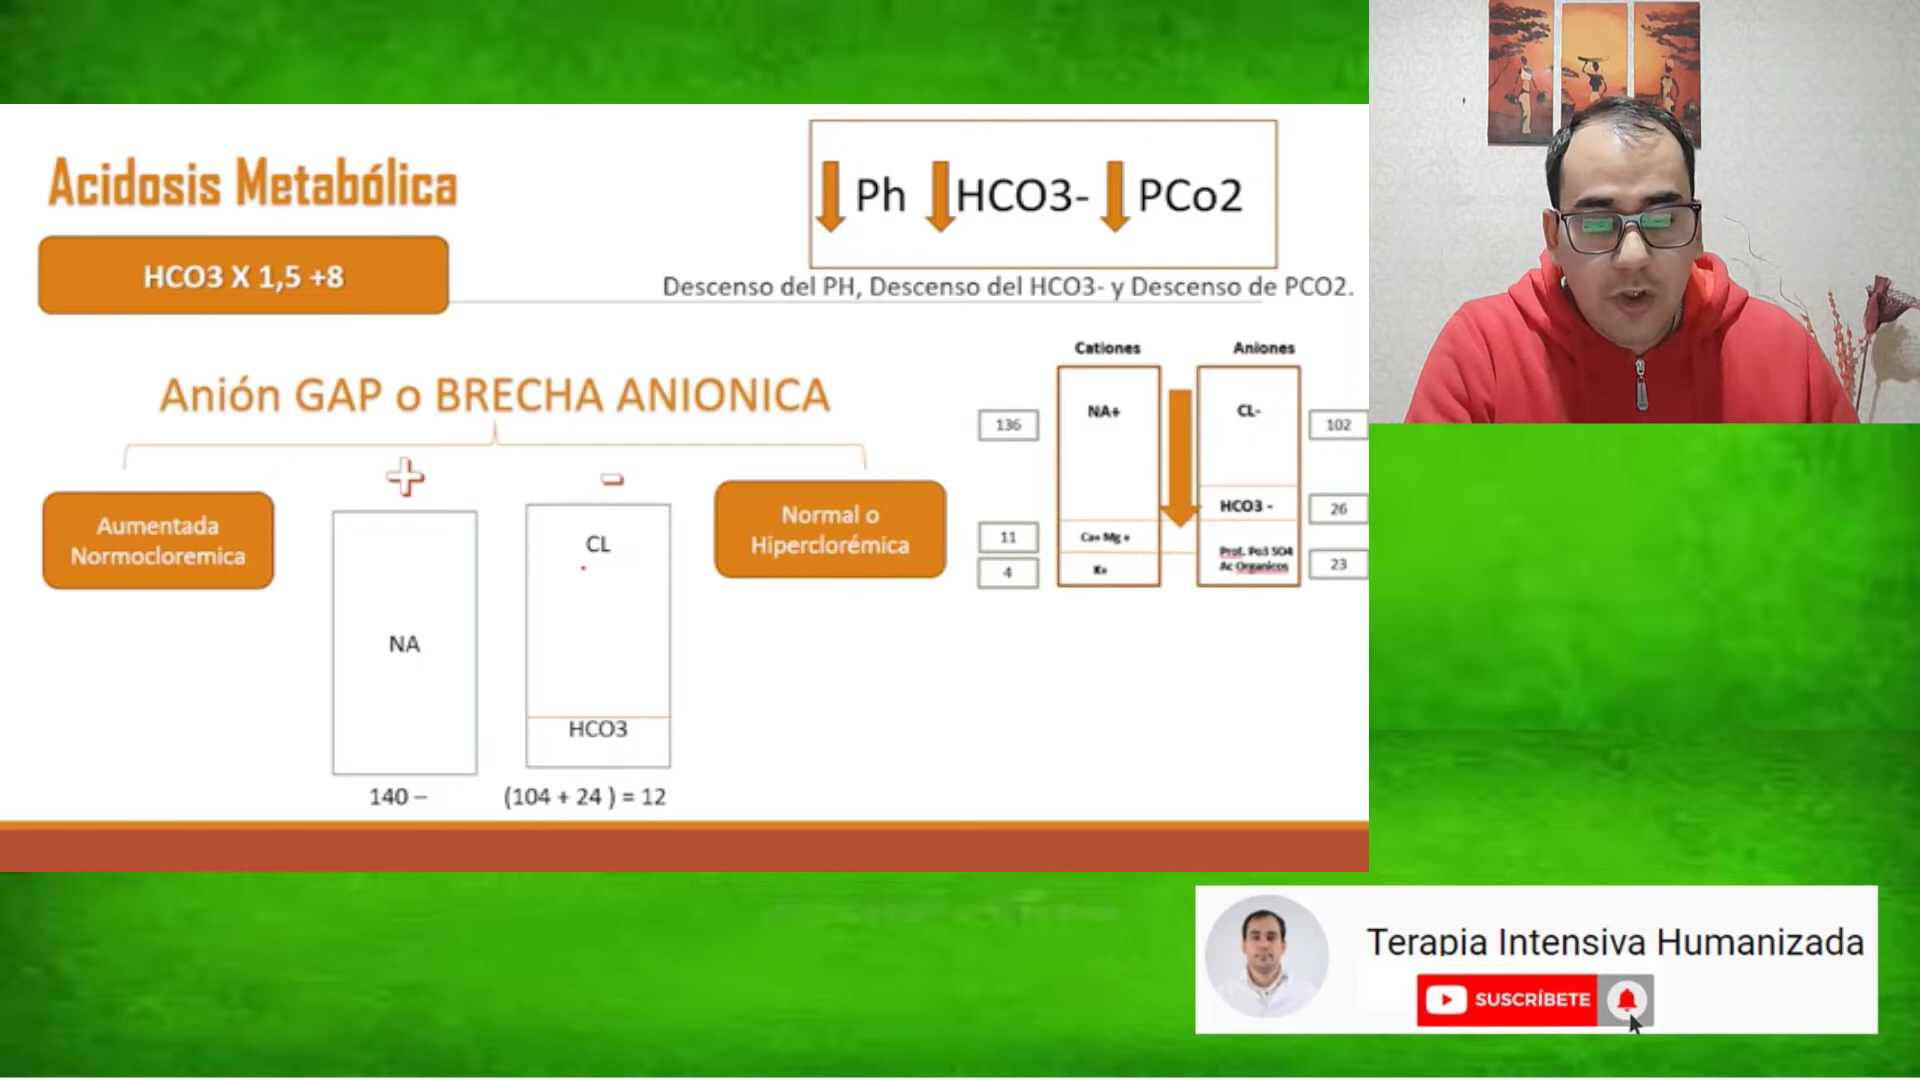 Acidosis Metabólica
HCO3 X 1,5 +8
Ph HCO3- PCo2
Descenso del PH, Descenso del HCO3- y Descenso de PCO2.
Anión GAP o BRECHA ANIONICA
+
-
Aumentada
Normocloremica
NA
CL
HCO3
Normal o
Hiperclorémica
140 –
(104 + 24 ) = 12
Cationes
Aniones
136
NA+
CL-
102
HCO3 -
26
11
Ca+ Mg +
Prot. Po3 SO4
Ac Organicos
23
4
K+
Terapia Intensiva Humanizada
SUSCRÍBETE